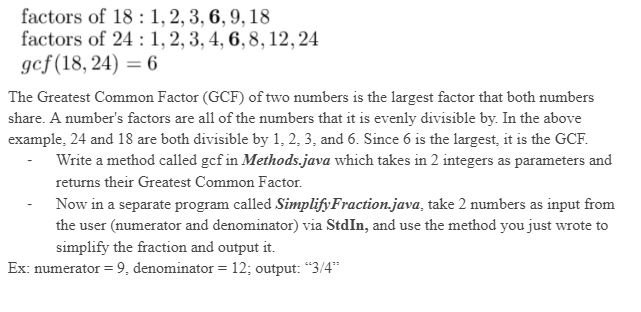 factors of 18 : 1, 2, 3, 6, 9, 18
factors of 24 : 1, 2, 3, 4, 6, 8, 12, 24
gcf(18, 24) = 6
The Greatest Common Factor (GCF) of two numbers is the largest factor that both numbers
share. A number's factors are all of the numbers that it is evenly divisible by. In the above
example, 24 and 18 are both divisible by 1, 2, 3, and 6. Since 6 is the largest, it is the GCF.
- Write a method called gcf in Methods.java which takes in 2 integers as parameters and
returns their Greatest Common Factor.
- Now in a separate program called SimplifyFraction.java, take 2 numbers as input from
the user (numerator and denominator) via StdIn, and use the method you just wrote to
simplify the fraction and output it.
Ex: numerator = 9, denominator = 12; output: “3/4”